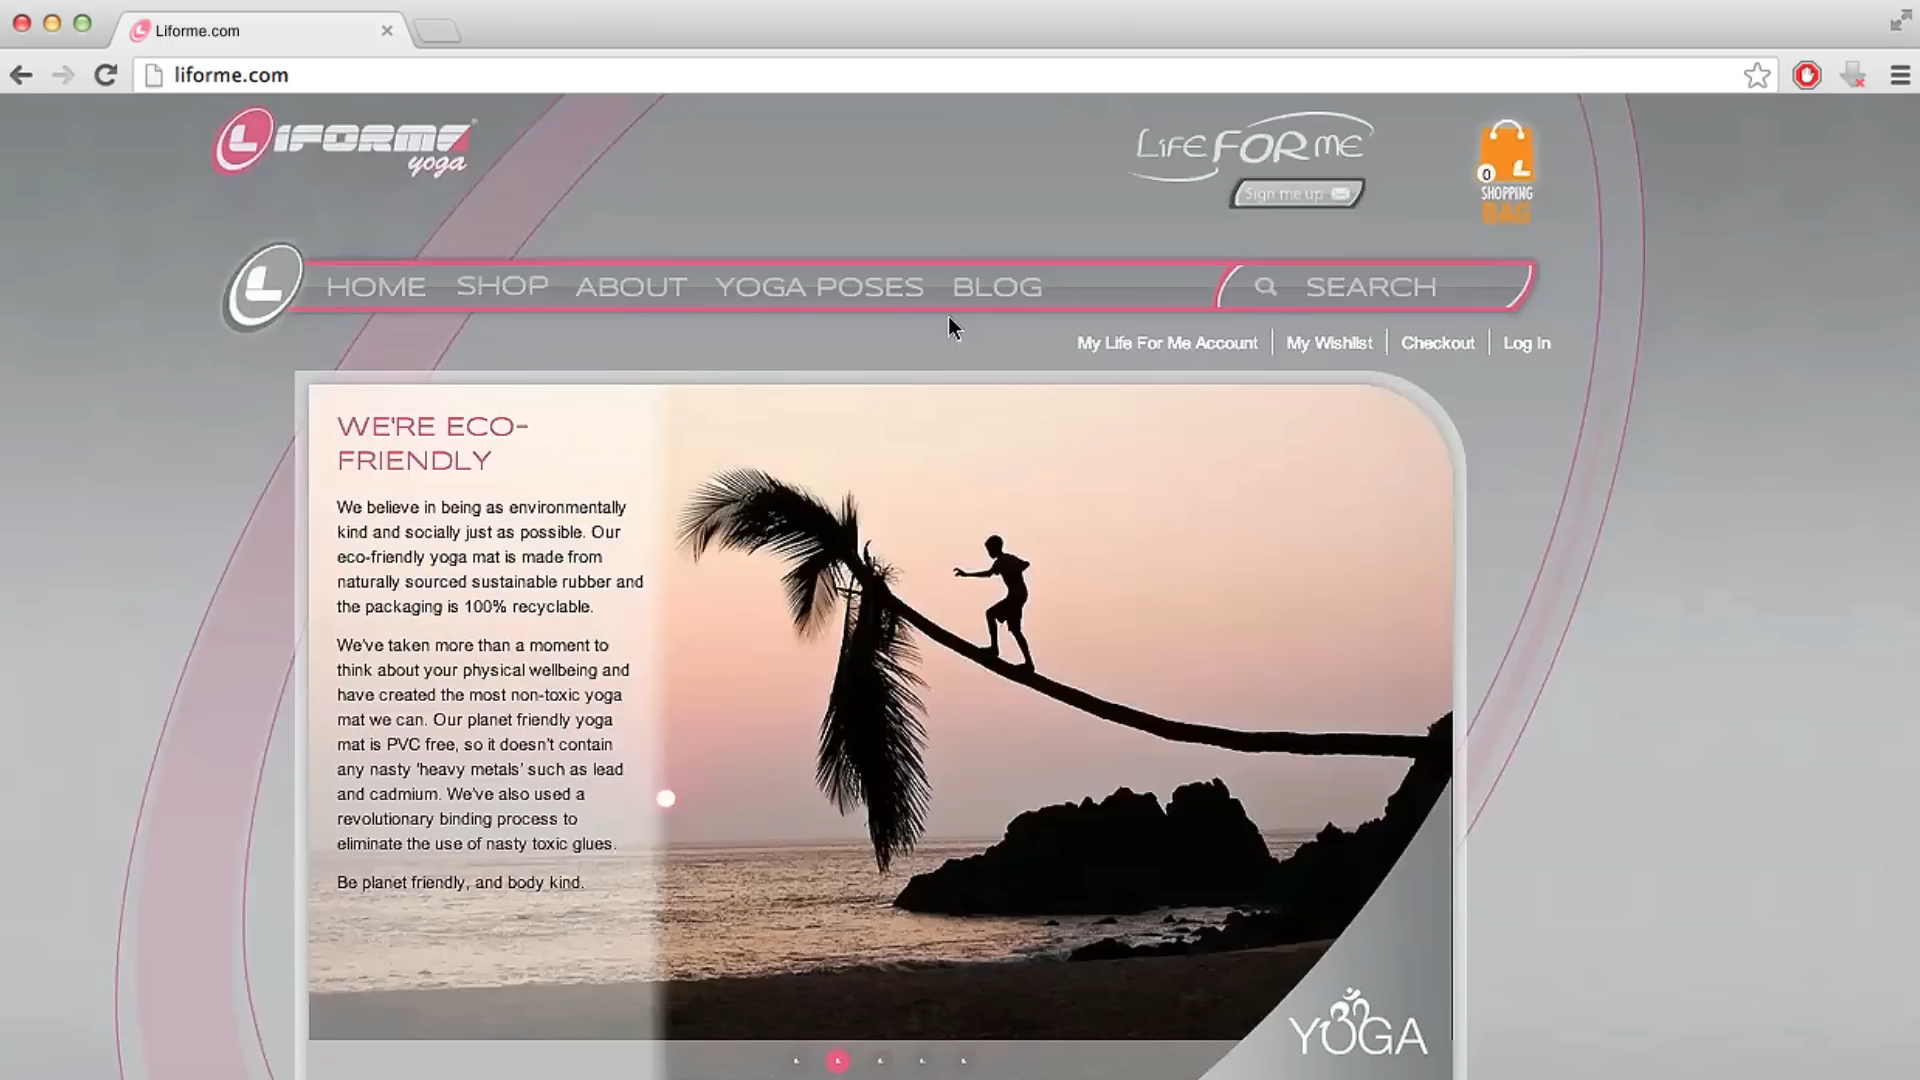 Liforme.com
liforme.com
LIFORME
yoga
LiFE FOR ME
Sign me up
0
SHOPPING
BAG
HOME SHOP ABOUT YOGA POSES BLOG SEARCH
My Life For Me Account My Wishlist Checkout Log In
WE'RE ECO-
FRIENDLY
We believe in being as environmentally
kind and socially just as possible. Our
eco-friendly yoga mat is made from
naturally sourced sustainable rubber and
the packaging is 100% recyclable.
We've taken more than a moment to
think about your physical wellbeing and
have created the most non-toxic yoga
mat we can. Our planet friendly yoga
mat is PVC free, so it doesn't contain
any nasty 'heavy metals' such as lead
and cadmium. We've also used a
revolutionary binding process to
eliminate the use of nasty toxic glues.
Be planet friendly, and body kind.
YOGA